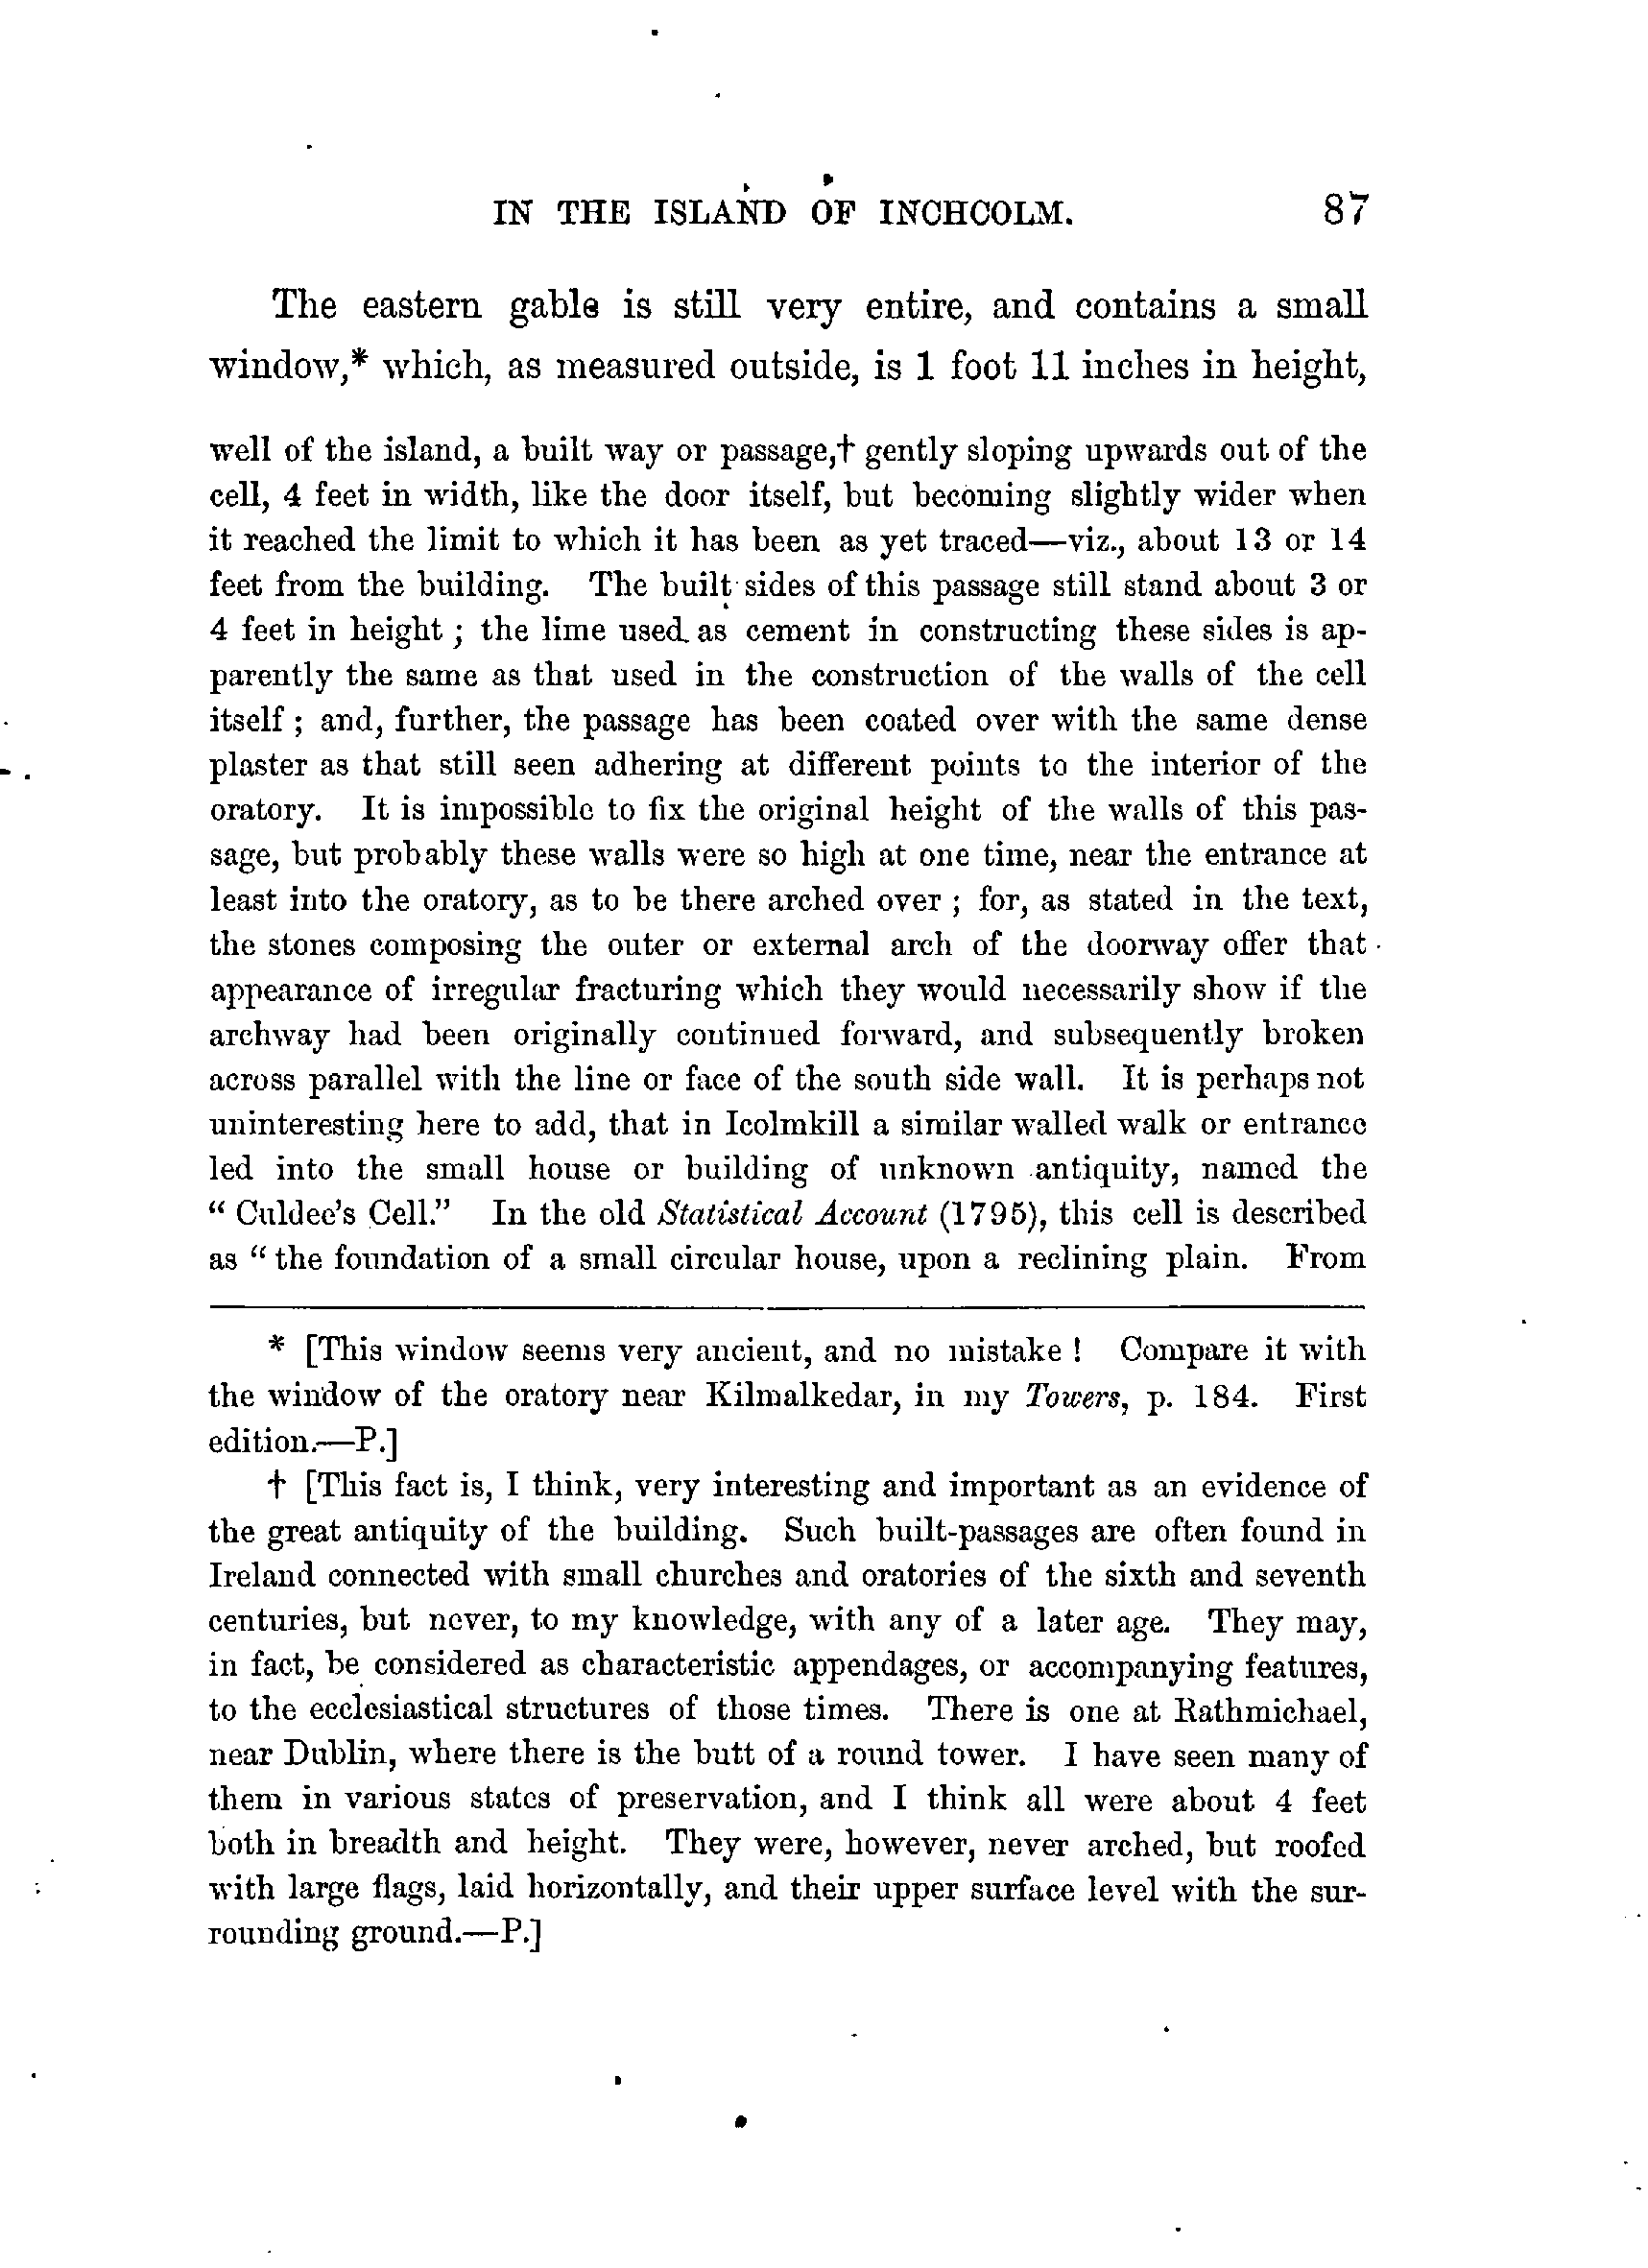 IN THE ISLAND OF INCHCOLM. 87
The eastern gable is still very entire, and contains a small
window,* which, as measured outside, is 1 foot 11 inches in height,
well of the island, a built way or passage,† gently sloping upwards out of the
cell, 4 feet in width, like the door itself, but becoming slightly wider when
it reached the limit to which it has been as yet traced—viz., about 13 or 14
feet from the building. The built sides of this passage still stand about 3 or
4 feet in height ; the lime used as cement in constructing these sides is ap-
parently the same as that used in the construction of the walls of the cell
itself ; and, further, the passage has been coated over with the same dense
plaster as that still seen adhering at different points to the interior of the
oratory. It is impossible to fix the original height of the walls of this pas-
sage, but probably these walls were so high at one time, near the entrance at
least into the oratory, as to be there arched over ; for, as stated in the text,
the stones composing the outer or external arch of the doorway offer that
appearance of irregular fracturing which they would necessarily show if the
archway had been originally continued forward, and subsequently broken
across parallel with the line or face of the south side wall. It is perhaps not
uninteresting here to add, that in Icolmkill a similar walled walk or entrance
led into the small house or building of unknown antiquity, named the
“ Culdee’s Cell.” In the old Statistical Account (1795), this cell is described
as “ the foundation of a small circular house, upon a reclining plain. From
* [This window seems very ancient, and no mistake ! Compare it with
the window of the oratory near Kilmalkedar, in my Towers, p. 184. First
edition.—P.]
† [This fact is, I think, very interesting and important as an evidence of
the great antiquity of the building. Such built-passages are often found in
Ireland connected with small churches and oratories of the sixth and seventh
centuries, but never, to my knowledge, with any of a later age. They may,
in fact, be considered as characteristic appendages, or accompanying features,
to the ecclesiastical structures of those times. There is one at Rathmichael,
near Dublin, where there is the butt of a round tower. I have seen many of
them in various states of preservation, and I think all were about 4 feet
both in breadth and height. They were, however, never arched, but roofed
with large flags, laid horizontally, and their upper surface level with the sur-
rounding ground.—P.]